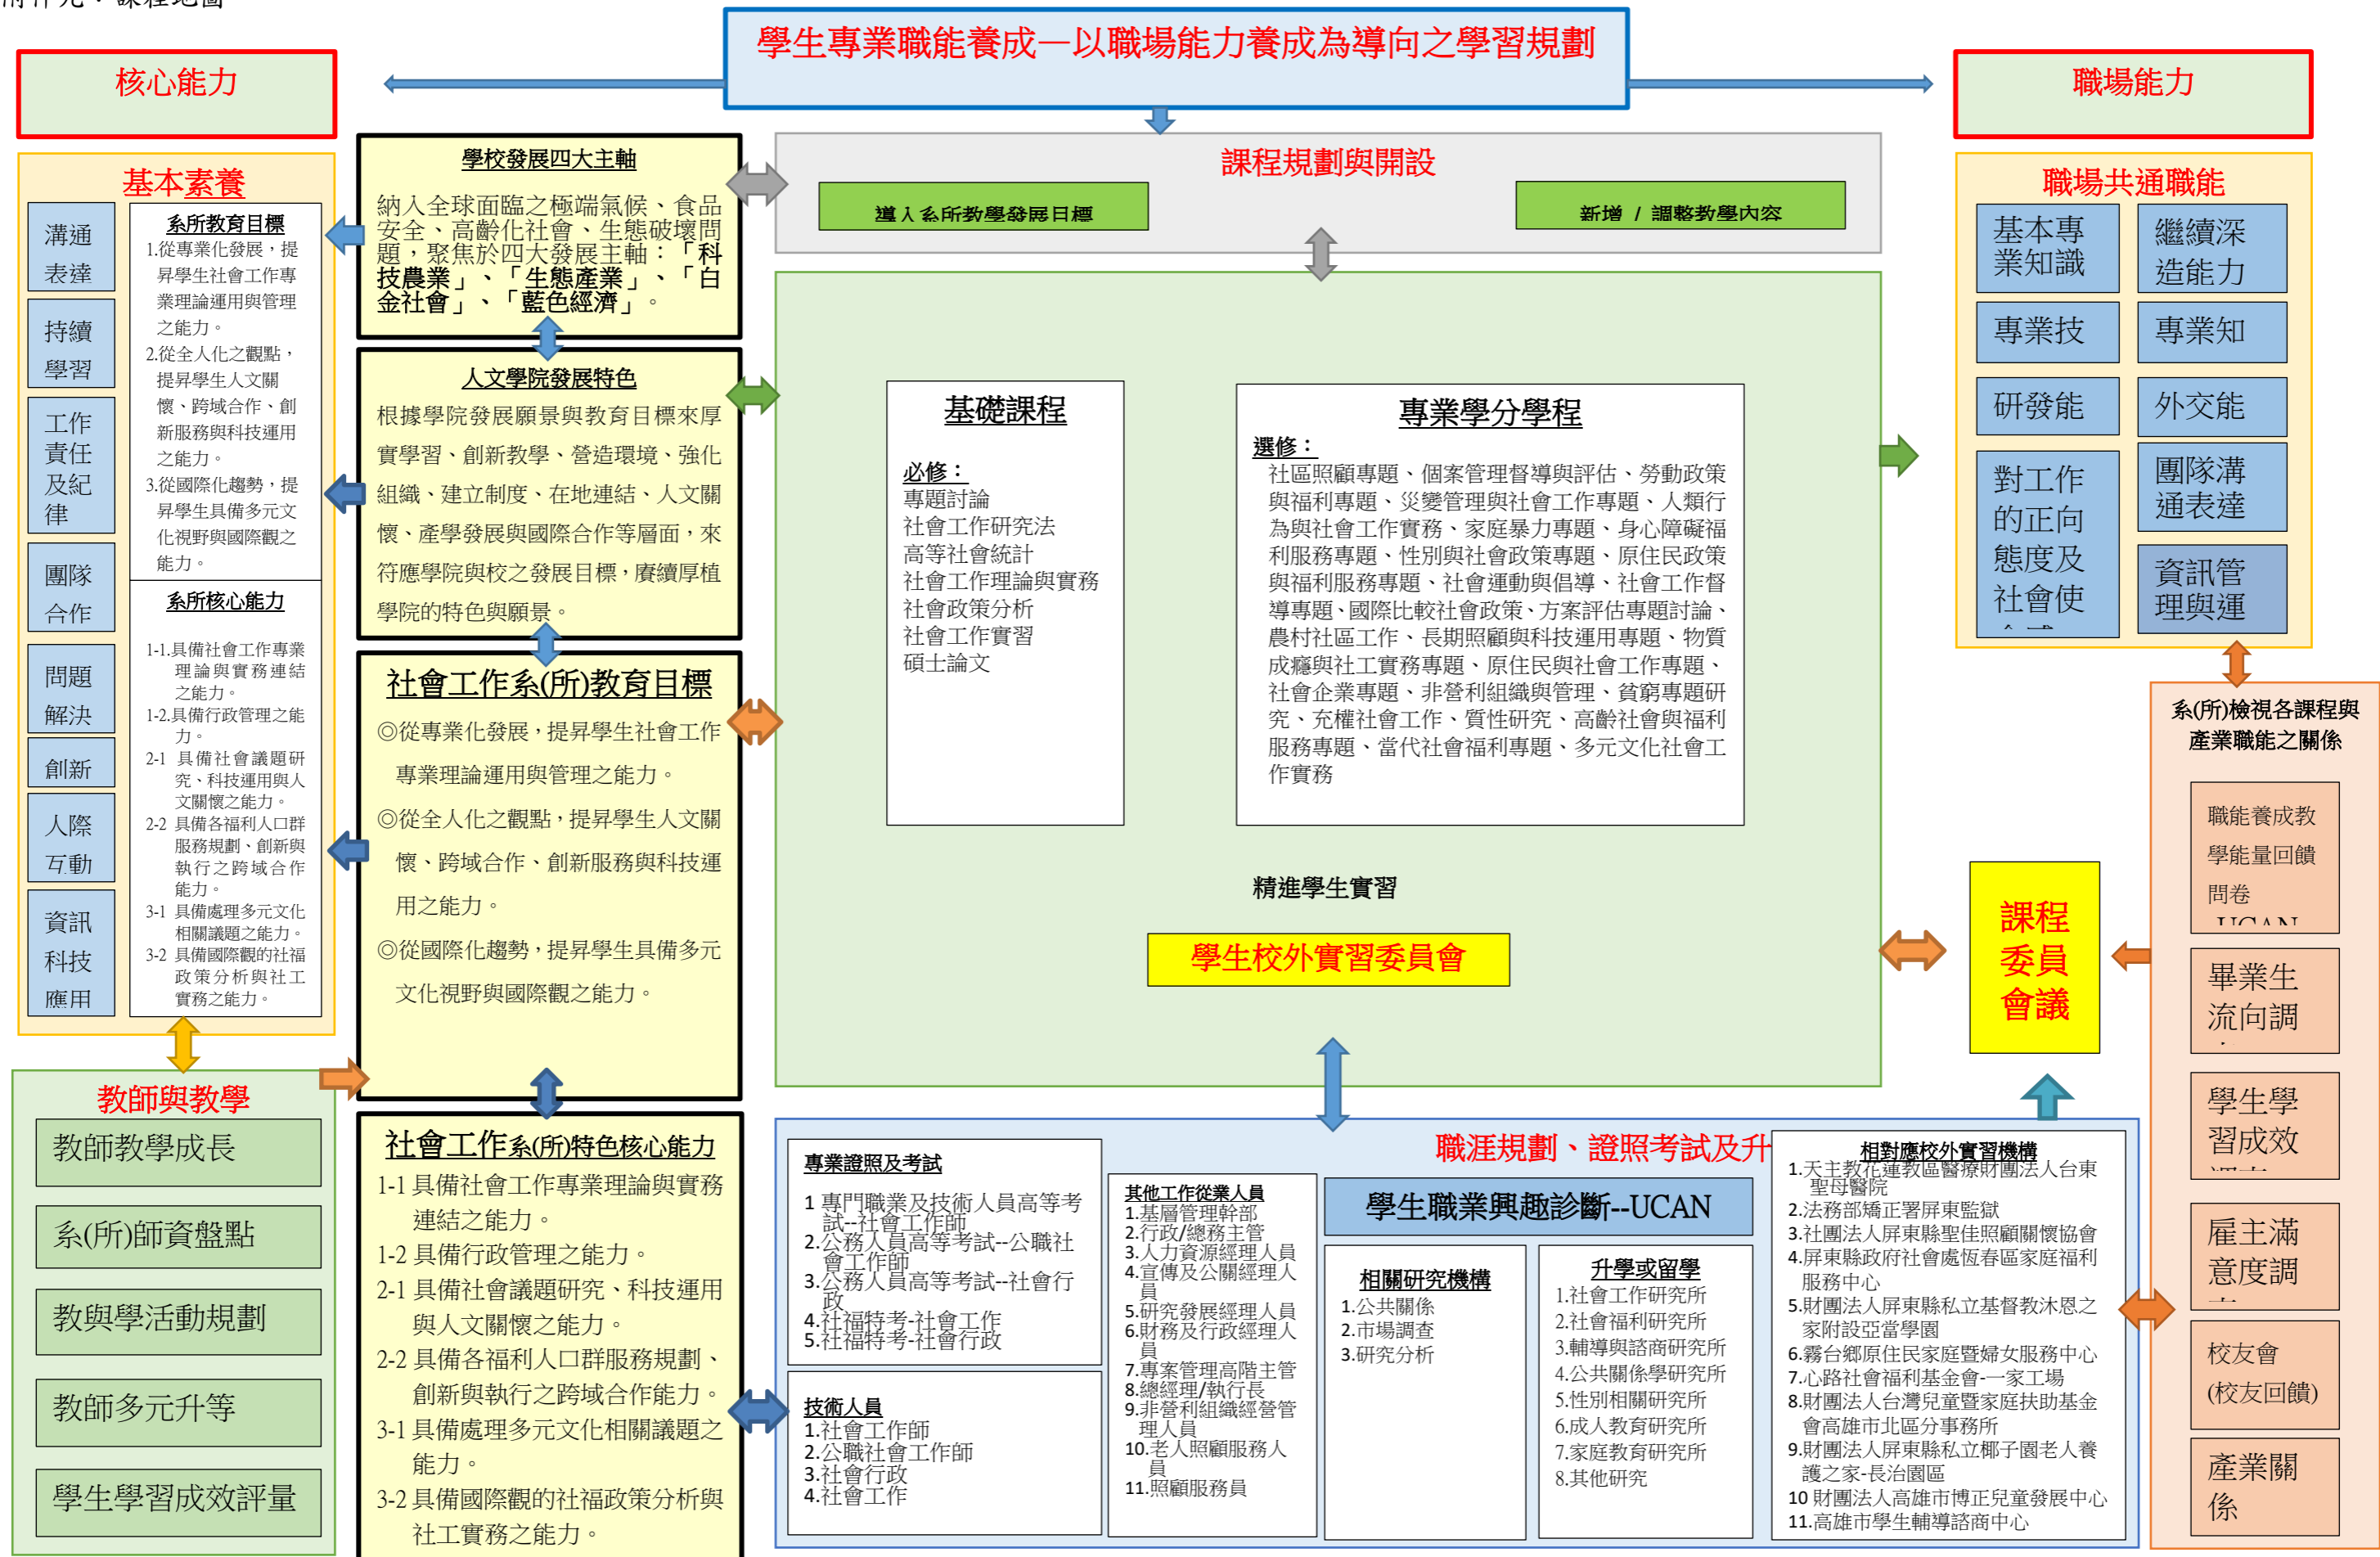 附件九：課程地圖
學生專業職能養成—以職場能力養成為導向之學習規劃
核心能力
職場能力
基本素養
溝通
表達
持續
學習
工作
責任
及紀
律
團隊
合作
問題
解決
創新
人際
互動
資訊
科技
應用
系所教育目標
1.從專業化發展，提
昇學生社會工作專
業理論運用與管理
之能力。
2.從全人化之觀點，
提昇學生人文關
懷、跨域合作、創
新服務與科技運用
之能力。
3.從國際化趨勢，提
昇學生具備多元文
化視野與國際觀之
能力。
系所核心能力
1-1.具備社會工作專業
理論與實務連結
之能力。
1-2.具備行政管理之能
力。
2-1 具備社會議題研
究、科技運用與人
文關懷之能力。
2-2 具備各福利人口群
服務規劃、創新與
執行之跨域合作
能力。
3-1 具備處理多元文化
相關議題之能力。
3-2 具備國際觀的社福
政策分析與社工
實務之能力。
教師與教學
教師教學成長
系(所)師資盤點
教與學活動規劃
教師多元升等
學生學習成效評量
學校發展四大主軸
納入全球面臨之極端氣候、食品
安全、高齡化社會、生態破壞問
題，聚焦於四大發展主軸：「科
技農業」、「生態產業」、「白
金社會」、「藍色經濟」。
人文學院發展特色
根據學院發展願景與教育目標來厚
實學習、創新教學、營造環境、強化
組織、建立制度、在地連結、人文關
懷、產學發展與國際合作等層面，來
符應學院與校之發展目標，賡續厚植
學院的特色與願景。
社會工作系(所)教育目標
◎從專業化發展，提昇學生社會工作
專業理論運用與管理之能力。
◎從全人化之觀點，提昇學生人文關
懷、跨域合作、創新服務與科技運
用之能力。
◎從國際化趨勢，提昇學生具備多元
文化視野與國際觀之能力。
社會工作系(所)特色核心能力
1-1 具備社會工作專業理論與實務
連結之能力。
1-2 具備行政管理之能力。
2-1 具備社會議題研究、科技運用
與人文關懷之能力。
2-2 具備各福利人口群服務規劃、
創新與執行之跨域合作能力。
3-1 具備處理多元文化相關議題之
能力。
3-2 具備國際觀的社福政策分析與
社工實務之能力。
課程規劃與開設
導入系所教學發展目標
新增 / 調整教學內容
基礎課程
必修：
專題討論
社會工作研究法
高等社會統計
社會工作理論與實務
社會政策分析
社會工作實習
碩士論文
專業學分學程
選修：
社區照顧專題、個案管理督導與評估、勞動政策
與福利專題、災變管理與社會工作專題、人類行
為與社會工作實務、家庭暴力專題、身心障礙福
利服務專題、性別與社會政策專題、原住民政策
與福利服務專題、社會運動與倡導、社會工作督
導專題、國際比較社會政策、方案評估專題討論、
農村社區工作、長期照顧與科技運用專題、物質
成癮與社工實務專題、原住民與社會工作專題、
社會企業專題、非營利組織與管理、貧窮專題研
究、充權社會工作、質性研究、高齡社會與福利
服務專題、當代社會福利專題、多元文化社會工
作實務
精進學生實習
學生校外實習委員會
職涯規劃、證照考試及升
專業證照及考試
1 專門職業及技術人員高等考
試--社會工作師
2.公務人員高等考試--公職社
會工作師
3.公務人員高等考試--社會行
政
4.社福特考-社會工作
5.社福特考-社會行政
技術人員
1.社會工作師
2.公職社會工作師
3.社會行政
4.社會工作
其他工作從業人員
1.基層管理幹部
2.行政/總務主管
3.人力資源經理人員
4.宣傳及公關經理人
員
5.研究發展經理人員
6.財務及行政經理人
員
7.專案管理高階主管
8.總經理/執行長
9.非營利組織經營管
理人員
10.老人照顧服務人
員
11.照顧服務員
學生職業興趣診斷--UCAN
相關研究機構
1.公共關係
2.市場調查
3.研究分析
升學或留學
1.社會工作研究所
2.社會福利研究所
3.輔導與諮商研究所
4.公共關係學研究所
5.性別相關研究所
6.成人教育研究所
7.家庭教育研究所
8.其他研究
相對應校外實習機構
1.天主教花蓮教區醫療財團法人台東
聖母醫院
2.法務部矯正署屏東監獄
3.社團法人屏東縣聖佳照顧關懷協會
4.屏東縣政府社會處恆春區家庭福利
服務中心
5.財團法人屏東縣私立基督教沐恩之
家附設亞當學園
6.霧台鄉原住民家庭暨婦女服務中心
7.心路社會福利基金會-一家工場
8.財團法人台灣兒童暨家庭扶助基金
會高雄市北區分事務所
9.財團法人屏東縣私立椰子園老人養
護之家-長治園區
10 財團法人高雄市博正兒童發展中心
11.高雄市學生輔導諮商中心
職場共通職能
基本專
業知識
繼續深
造能力
專業技
專業知
研發能
外交能
對工作
的正向
態度及
社會使
團隊溝
通表達
資訊管
理與運
課程
委員
會議
系(所)檢視各課程與
產業職能之關係
職能養成教
學能量回饋
問卷
UCAN
畢業生
流向調
學生學
習成效
雇主滿
意度調
校友會
(校友回饋)
產業關
係